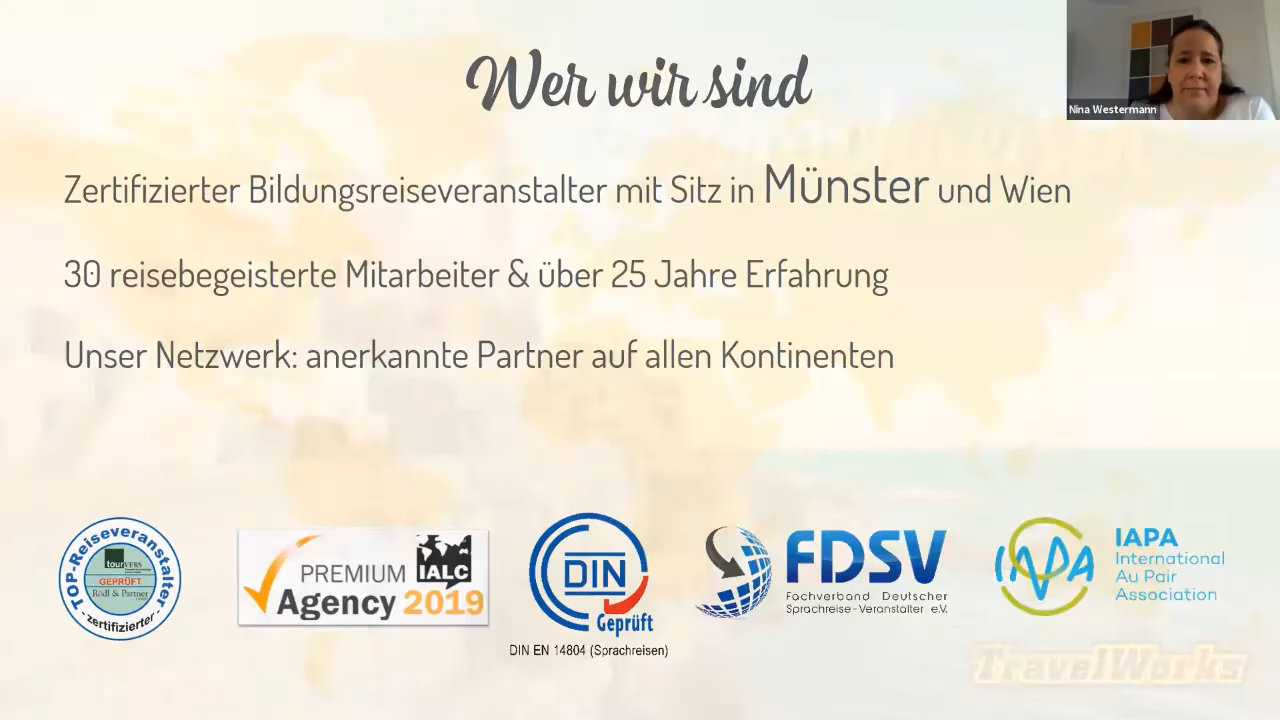 Wer wir sind
Nina Westermann
Zertifizierter Bildungsreiseveranstalter mit Sitz in Münster und Wien
30 reisebegeisterte Mitarbeiter & über 25 Jahre Erfahrung
Unser Netzwerk: anerkannte Partner auf allen Kontinenten
TOP-Reiseveranstalter
tourVERS
GEPRÜFT
Rödl & Partner
- zertifizierter -
PREMIUM
IALC
Agency 2019
DIN
Geprüft
DIN EN 14804 (Sprachreisen)
FDSV
Fachverband Deutscher
Sprachreise-Veranstalter e.V.
IAPA
IAPA
International
Au Pair
Association
TravelWorks